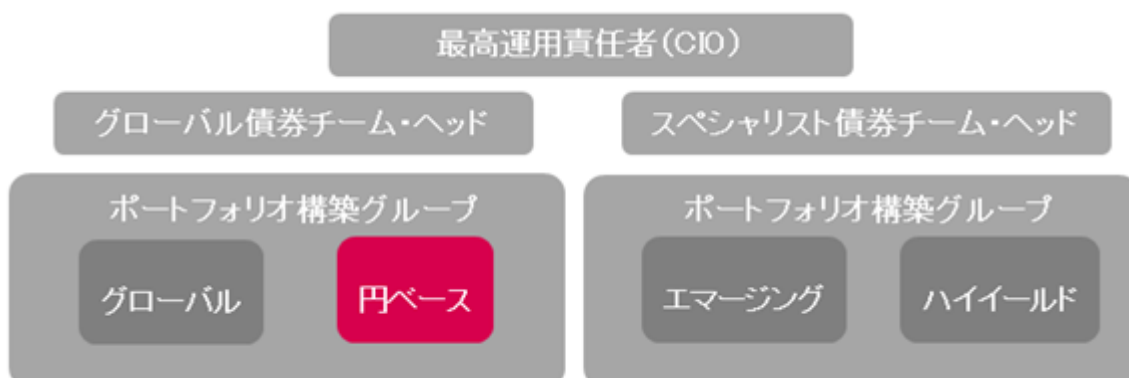 最高運用責任者(CIO)
グローバル債券チーム・ヘッド
スペシャリスト債券チーム・ヘッド
ポートフォリオ構築グループ
グローバル
円ベース
ポートフォリオ構築グループ
エマージング
ハイイールド